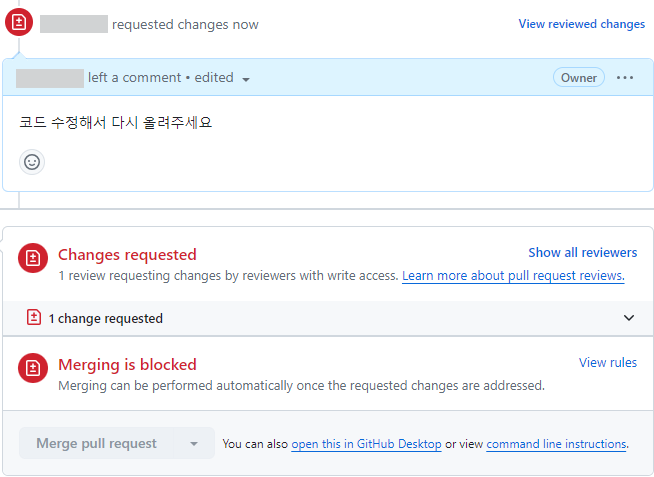 requested changes now
View reviewed changes
left a comment • edited
Owner
코드 수정해서 다시 올려주세요
Changes requested
Show all reviewers
1 review requesting changes by reviewers with write access. Learn more about pull request reviews.
1 change requested
Merging is blocked
View rules
Merging can be performed automatically once the requested changes are addressed.
Merge pull request
You can also open this in GitHub Desktop or view command line instructions.